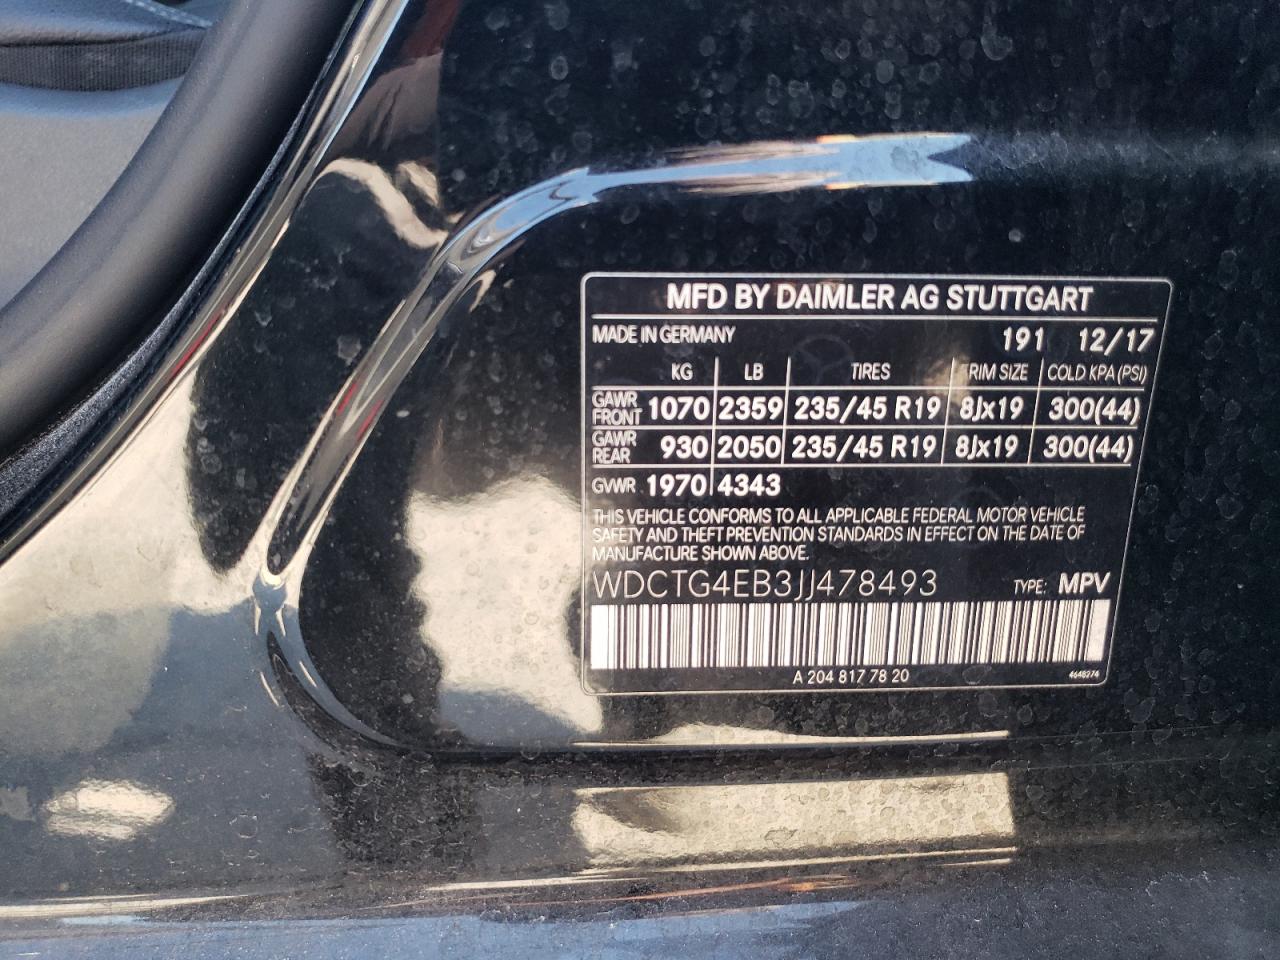 MFD BY DAIMLER AG STUTTGART
MADE IN GERMANY 191 12/17
KG LB TIRES RIM SIZE COLD KPA (PSI)
GAWR FRONT 1070 2359 235/45 R19 8Jx19 300(44)
GAWR REAR 930 2050 235/45 R19 8Jx19 300(44)
GVWR 1970 4343
THIS VEHICLE CONFORMS TO ALL APPLICABLE FEDERAL MOTOR VEHICLE
SAFETY AND THEFT PREVENTION STANDARDS IN EFFECT ON THE DATE OF
MANUFACTURE SHOWN ABOVE.
WDCTG4EB3JJ478493 TYPE: MPV
A 204 817 78 20 4648274